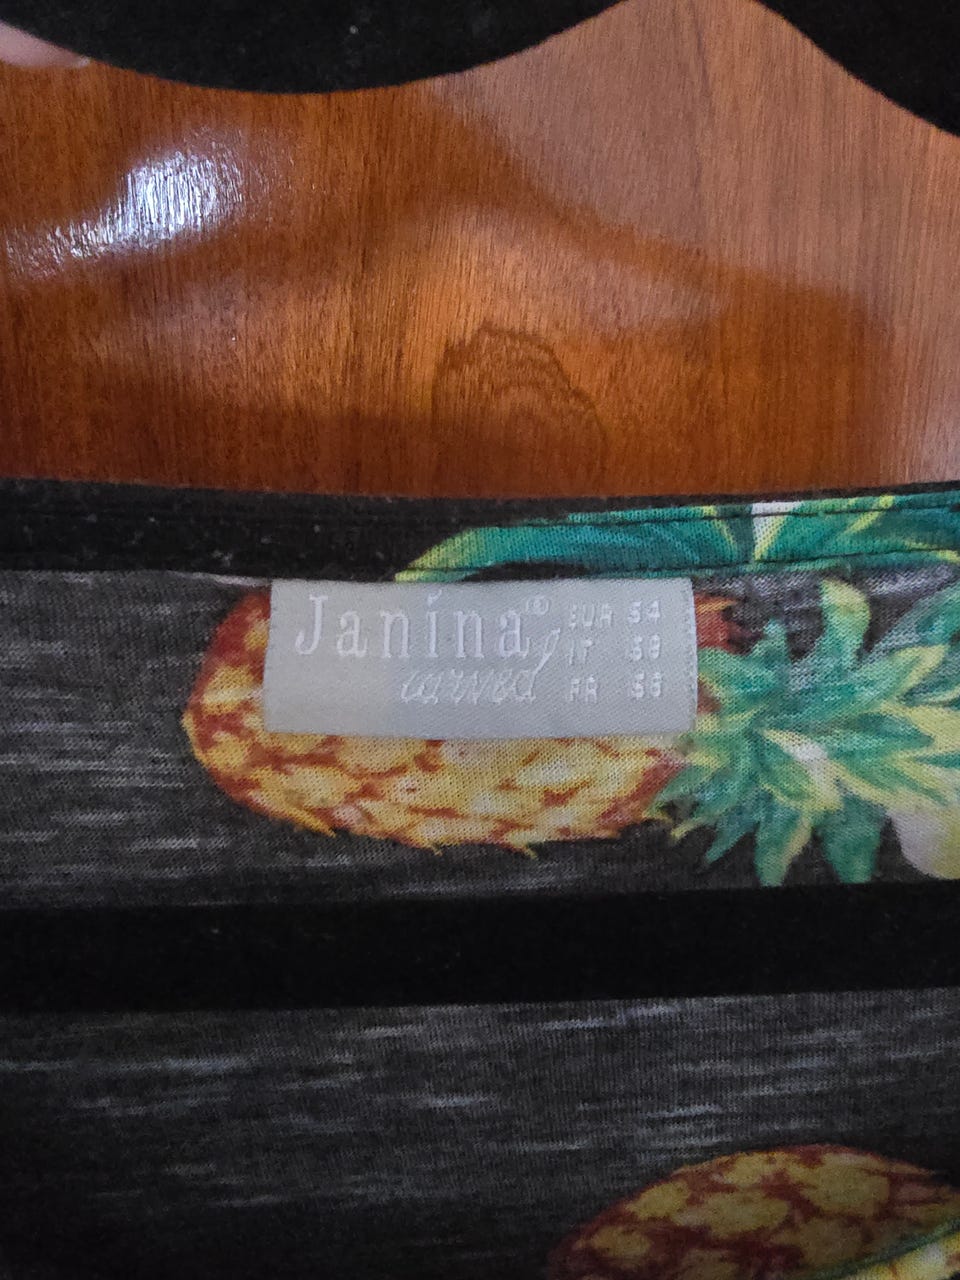 Janina®
curved
EUR 54
IT 58
FR 56